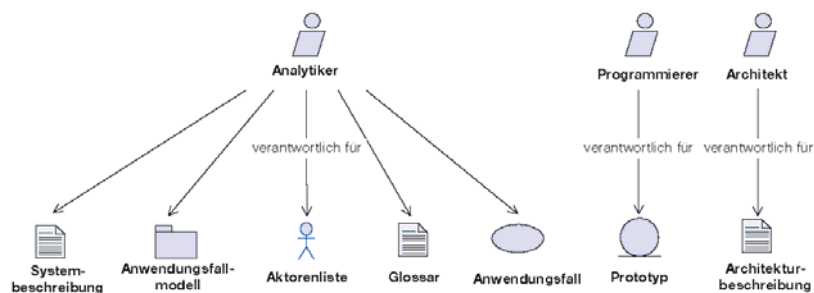 Analytiker
Programmierer
Architekt
verantwortlich für
verantwortlich für
verantwortlich für
System-
beschreibung
Anwendungsfall-
modell
Aktorenliste
Glossar
Anwendungsfall
Prototyp
Architektur-
beschreibung